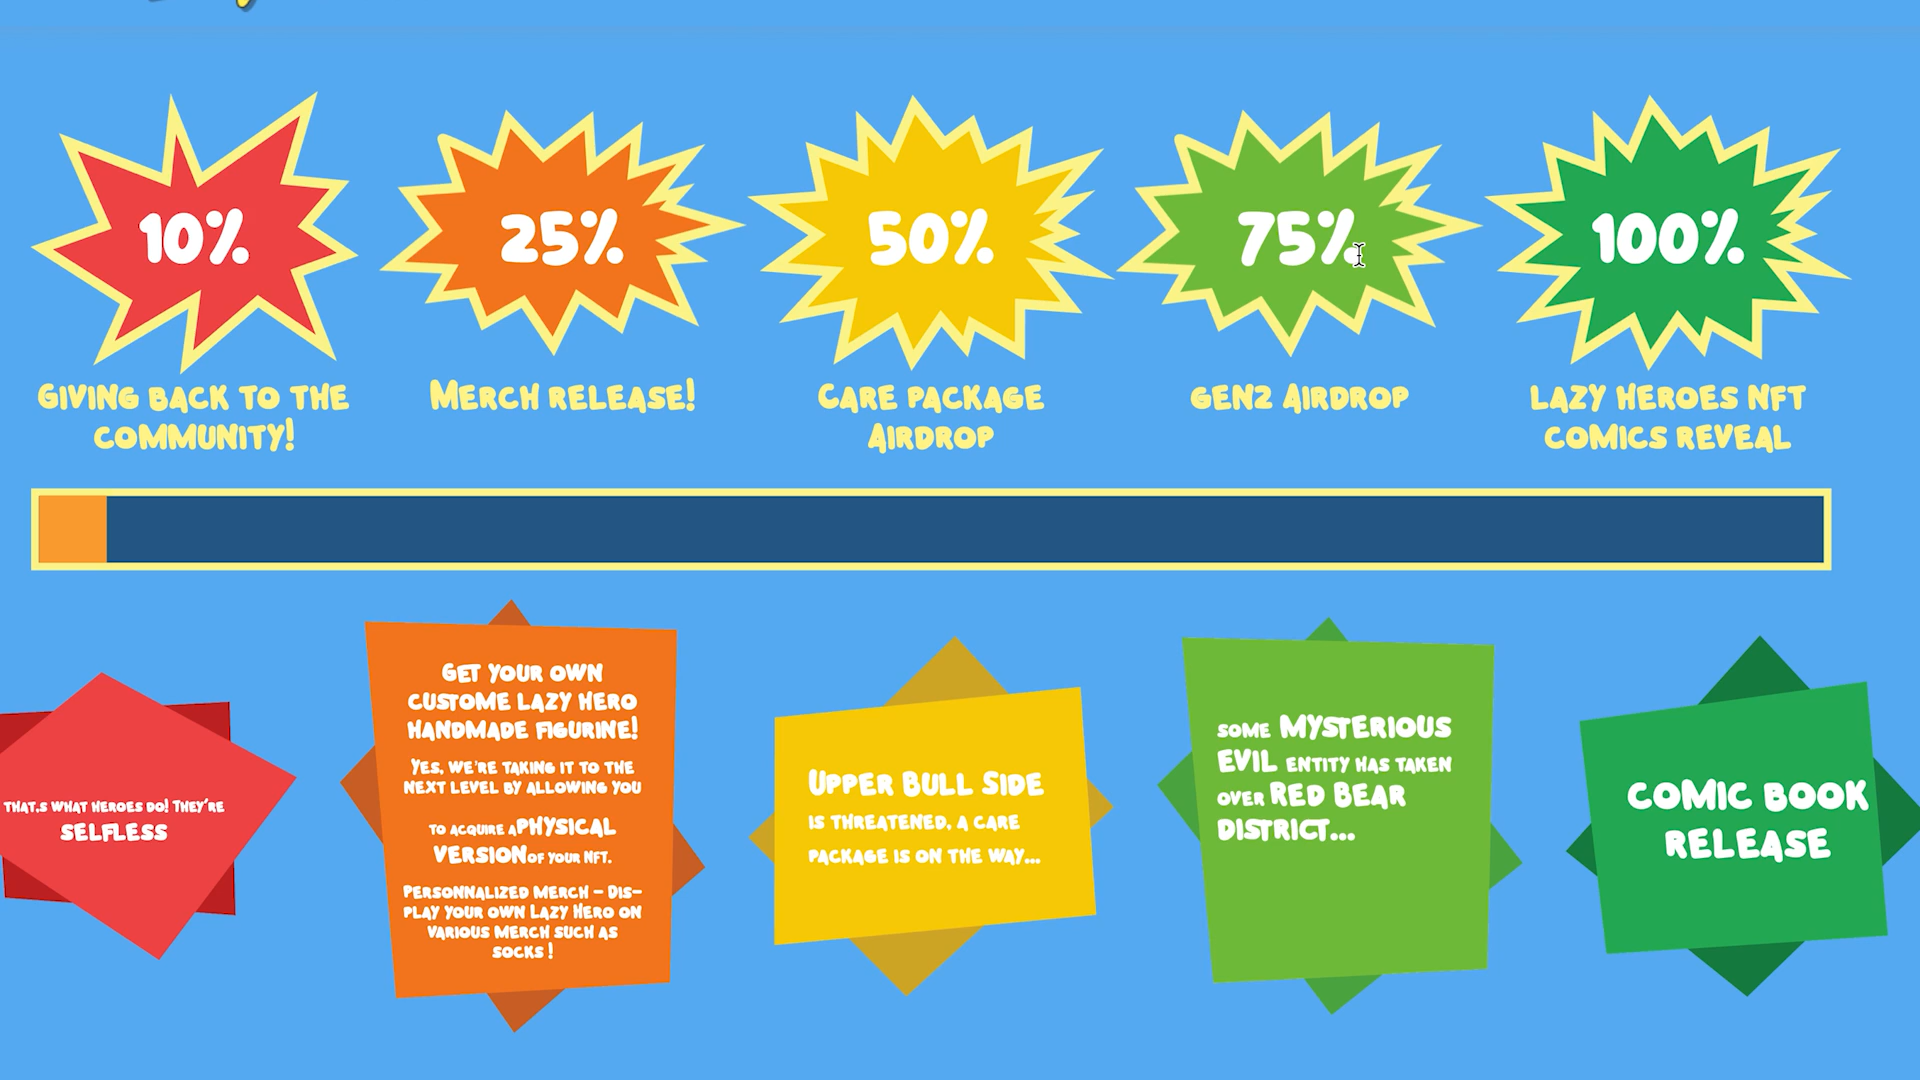 10%
25%
50%
75%
100%
GIVING BACK TO THE
COMMUNITY!
MERCH RELEASE!
CARE PACKAGE
AIRDROP
GEN2 AIRDROP
LAZY HEROES NFT
COMICS REVEAL
THAT,S WHAT HEROES DO! THEY'RE
SELFLESS
GET YOUR OWN
CUSTOME LAZY HERO
HANDMADE FIGURINE!
YES, WE'RE TAKING IT TO THE
NEXT LEVEL BY ALLOWING YOU
TO ACQUIRE A PHYSICAL
VERSION OF YOUR NFT.
PERSONNALIZED MERCH - DIS-
PLAY YOUR OWN LAZY HERO ON
VARIOUS MERCH SUCH AS
SOCKS !
UPPER BULL SIDE
IS THREATENED, A CARE
PACKAGE IS ON THE WAY...
SOME MYSTERIOUS
EVIL ENTITY HAS TAKEN
OVER RED BEAR
DISTRICT...
COMIC BOOK
RELEASE